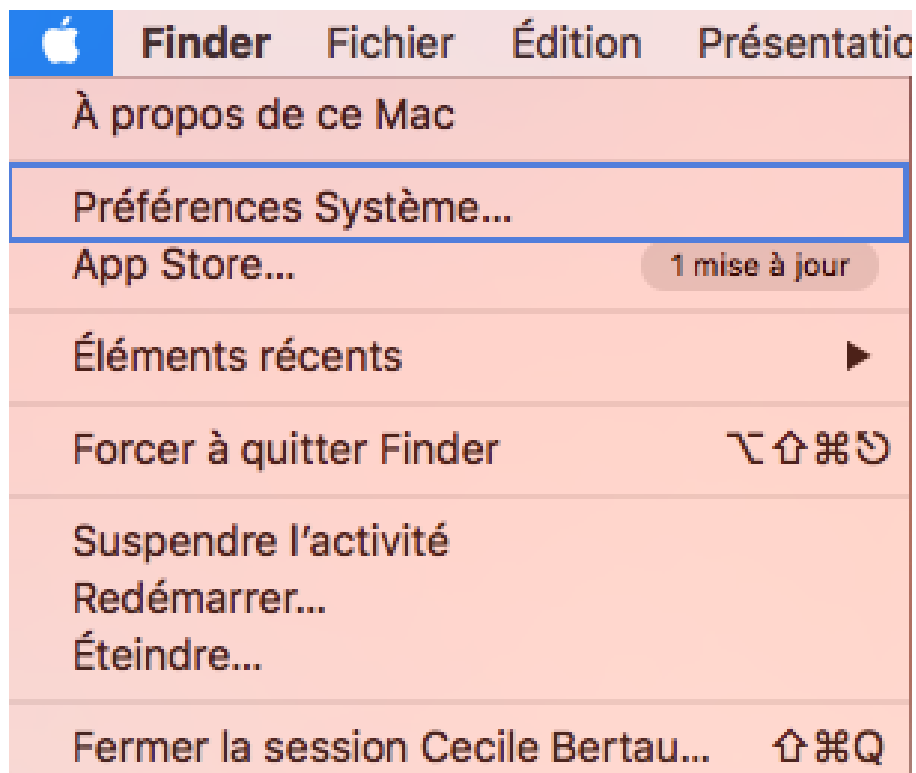 Finder Fichier Édition Présentatio
À propos de ce Mac
Préférences Système...
App Store... 1 mise à jour
Éléments récents ▶
Forcer à quitter Finder ⌥⇧⌘⎋
Suspendre l'activité
Redémarrer...
Éteindre...
Fermer la session Cecile Bertau... ⇧⌘Q